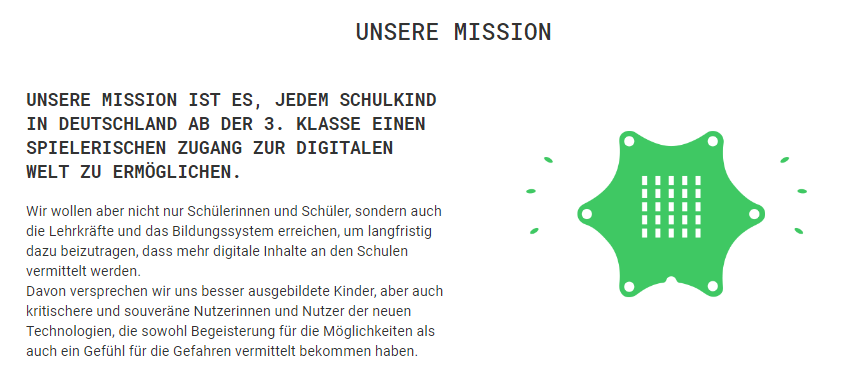 UNSERE MISSION
UNSERE MISSION IST ES, JEDEM SCHULKIND
IN DEUTSCHLAND AB DER 3. KLASSE EINEN
SPIELERISCHEN ZUGANG ZUR DIGITALEN
WELT ZU ERMÖGLICHEN.
Wir wollen aber nicht nur Schülerinnen und Schüler, sondern auch
die Lehrkräfte und das Bildungssystem erreichen, um langfristig
dazu beizutragen, dass mehr digitale Inhalte an den Schulen
vermittelt werden.
Davon versprechen wir uns besser ausgebildete Kinder, aber auch
kritischere und souveräne Nutzerinnen und Nutzer der neuen
Technologien, die sowohl Begeisterung für die Möglichkeiten als
auch ein Gefühl für die Gefahren vermittelt bekommen haben.